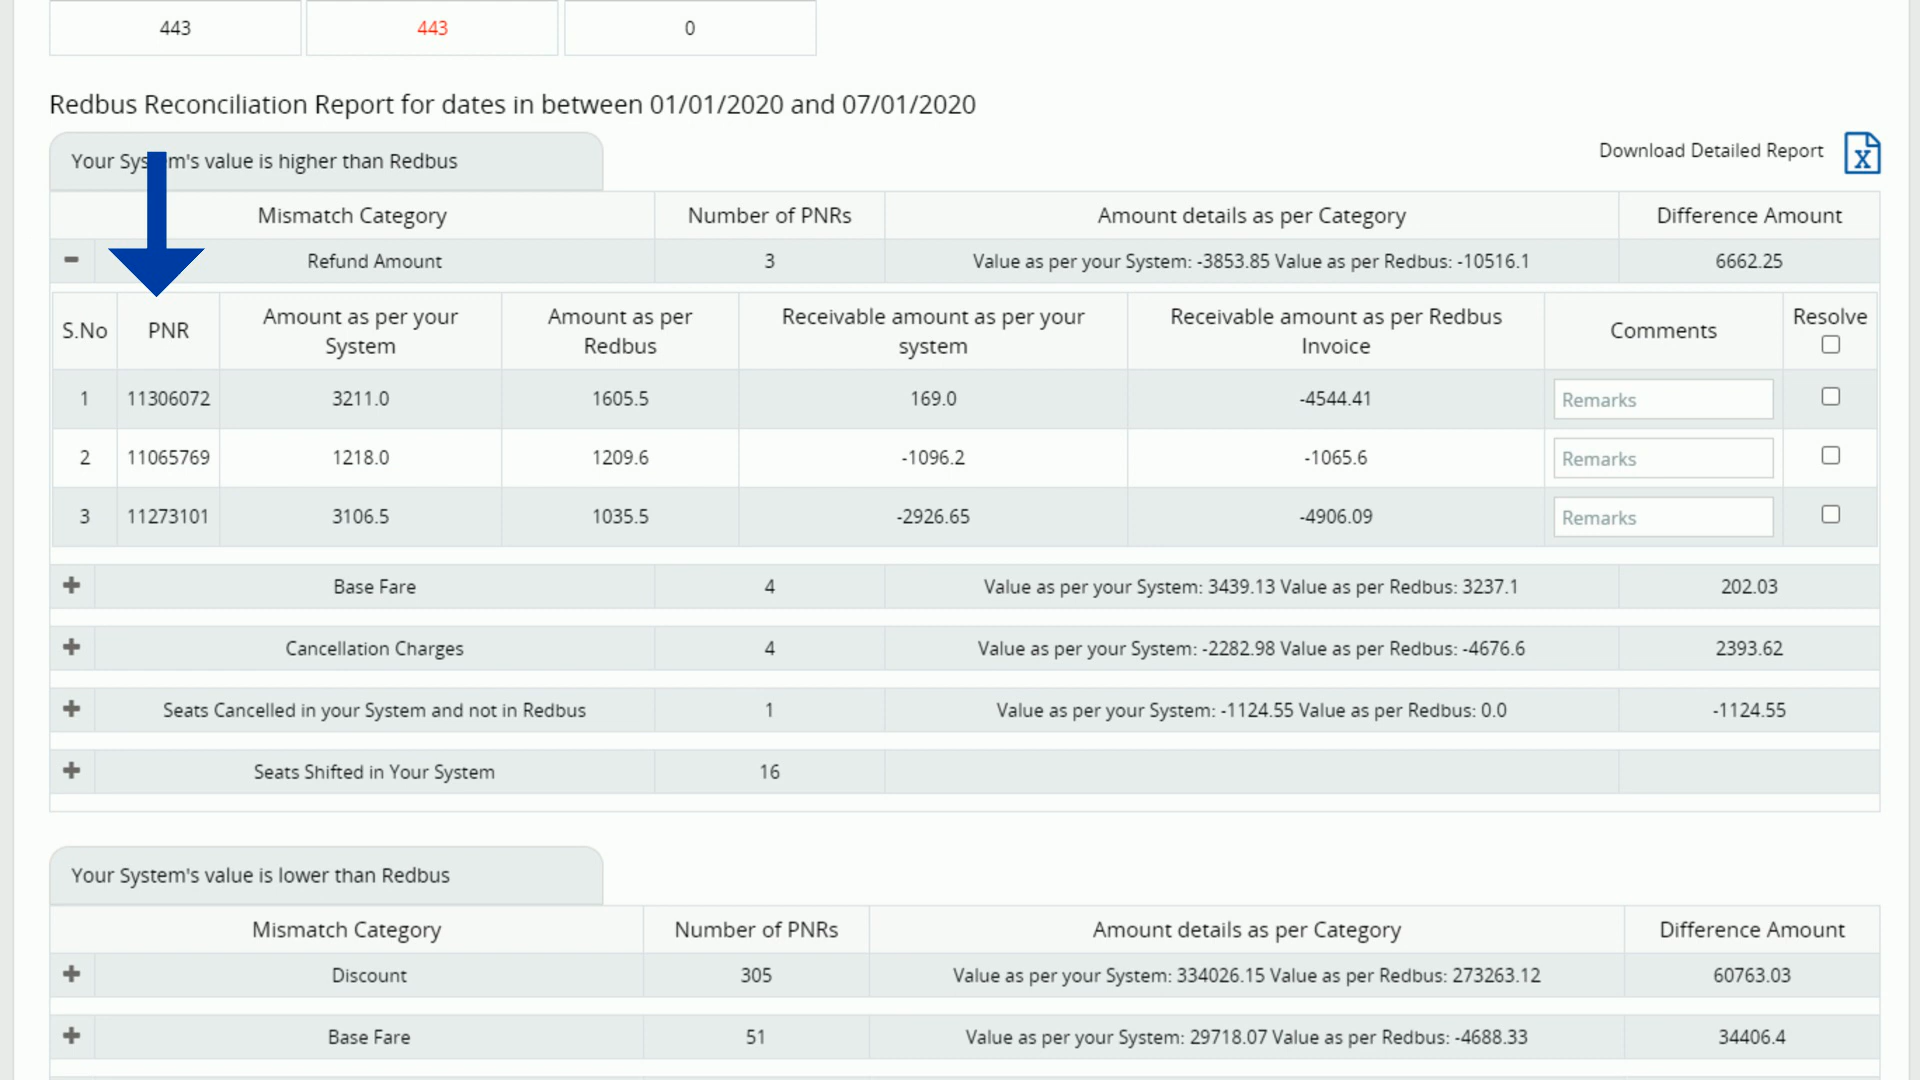 443 443 0
Redbus Reconciliation Report for dates in between 01/01/2020 and 07/01/2020
Your System's value is higher than Redbus
Download Detailed Report X
Mismatch Category Number of PNRs Amount details as per Category Difference Amount
Refund Amount 3 Value as per your System: -3853.85 Value as per Redbus: -10516.1 6662.25
S.No PNR Amount as per your System Amount as per Redbus Receivable amount as per your system Receivable amount as per Redbus Invoice Comments Resolve
1 11306072 3211.0 1605.5 169.0 -4544.41 Remarks
2 11065769 1218.0 1209.6 -1096.2 -1065.6 Remarks
3 11273101 3106.5 1035.5 -2926.65 -4906.09 Remarks
Base Fare 4 Value as per your System: 3439.13 Value as per Redbus: 3237.1 202.03
Cancellation Charges 4 Value as per your System: -2282.98 Value as per Redbus: -4676.6 2393.62
Seats Cancelled in your System and not in Redbus 1 Value as per your System: -1124.55 Value as per Redbus: 0.0 -1124.55
Seats Shifted in Your System 16
Your System's value is lower than Redbus
Mismatch Category Number of PNRs Amount details as per Category Difference Amount
Discount 305 Value as per your System: 334026.15 Value as per Redbus: 273263.12 60763.03
Base Fare 51 Value as per your System: 29718.07 Value as per Redbus: -4688.33 34406.4